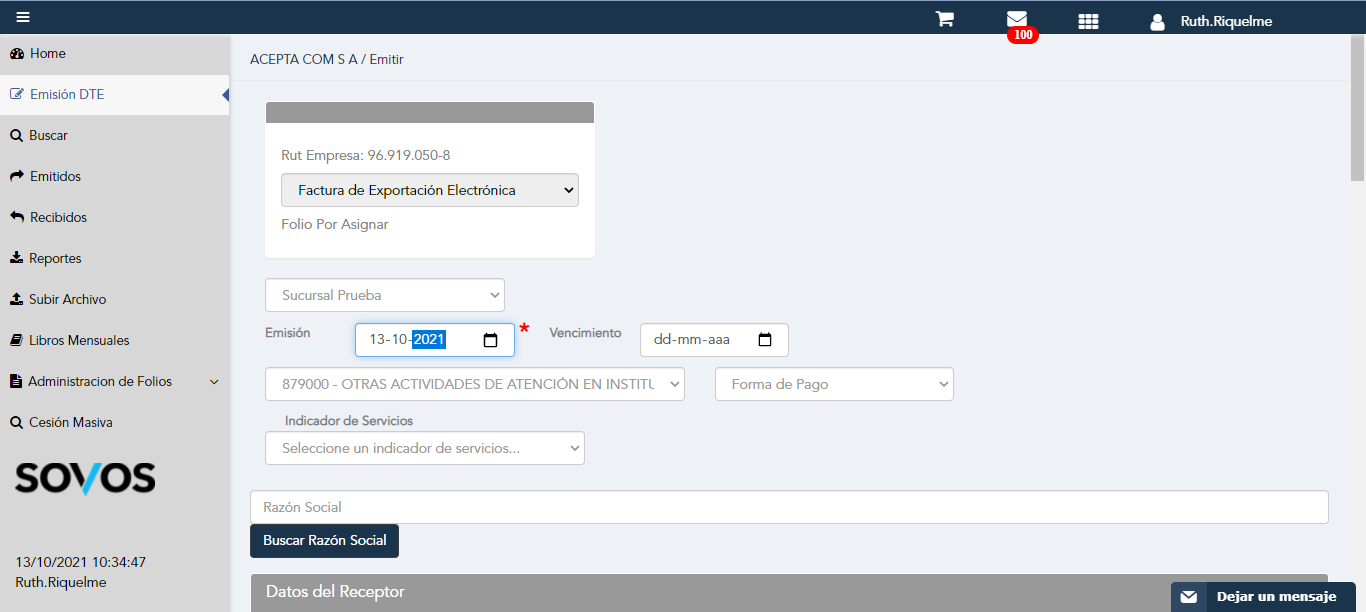 Ruth.Riquelme
100
Home
Emisión DTE
Buscar
Emitidos
Recibidos
Reportes
Subir Archivo
Libros Mensuales
Administracion de Folios
Cesión Masiva
SOVOS
13/10/2021 10:34:47
Ruth.Riquelme
ACEPTA COM S A / Emitir
Rut Empresa: 96.919.050-8
Factura de Exportación Electrónica
Folio Por Asignar
Sucursal Prueba
Emisión 13-10-2021 * Vencimiento dd-mm-aaa
879000 - OTRAS ACTIVIDADES DE ATENCIÓN EN INSTITU Forma de Pago
Indicador de Servicios
Seleccione un indicador de servicios...
Razón Social
Buscar Razón Social
Datos del Receptor
Dejar un mensaje